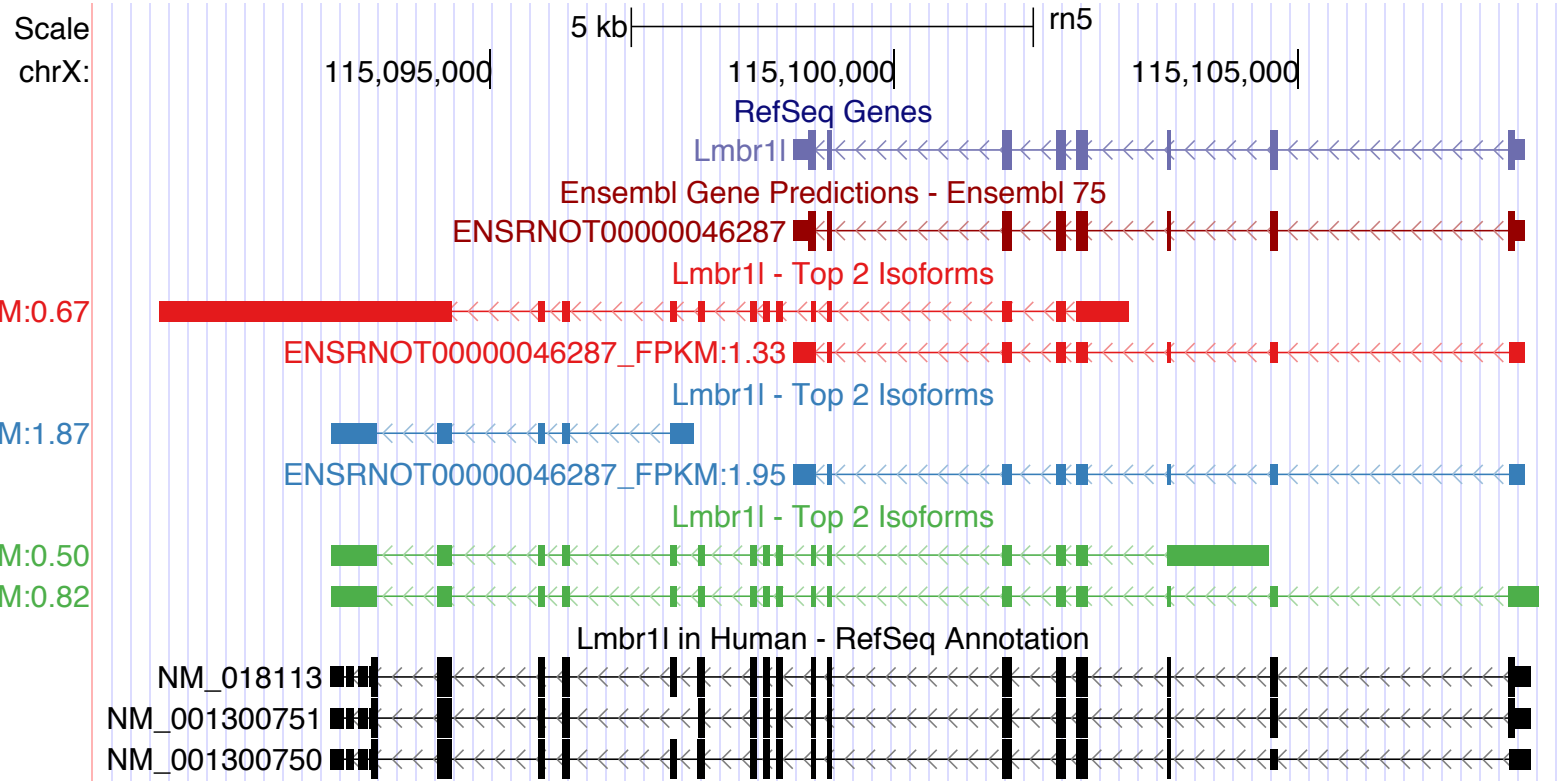 Scale 5 kb rn5
chrX: 115,095,000 115,100,000 115,105,000
RefSeq Genes
Lmbr1l
Ensembl Gene Predictions - Ensembl 75
ENSRNOT00000046287
Lmbr1l - Top 2 Isoforms
M:0.67
ENSRNOT00000046287_FPKM:1.33
Lmbr1l - Top 2 Isoforms
M:1.87
ENSRNOT00000046287_FPKM:1.95
Lmbr1l - Top 2 Isoforms
M:0.50
M:0.82
Lmbr1l in Human - RefSeq Annotation
NM_018113
NM_001300751
NM_001300750